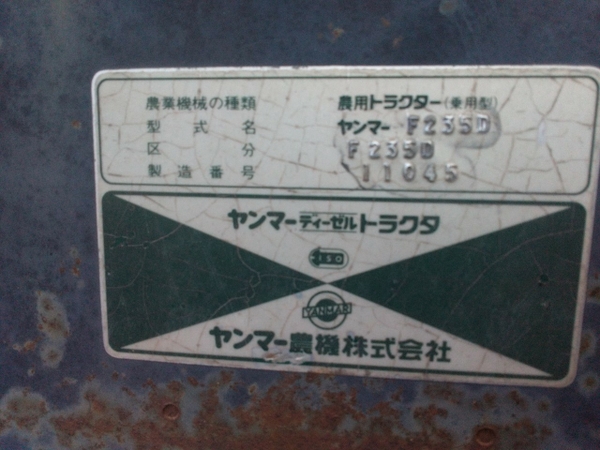 農業機械の種類 農用トラクター(乗用型)
型式名 ヤンマー F235D
区分 F235D
製造番号 11045
ヤンマーディーゼルトラクタ
ISO
YANMAR
ヤンマー農機株式会社